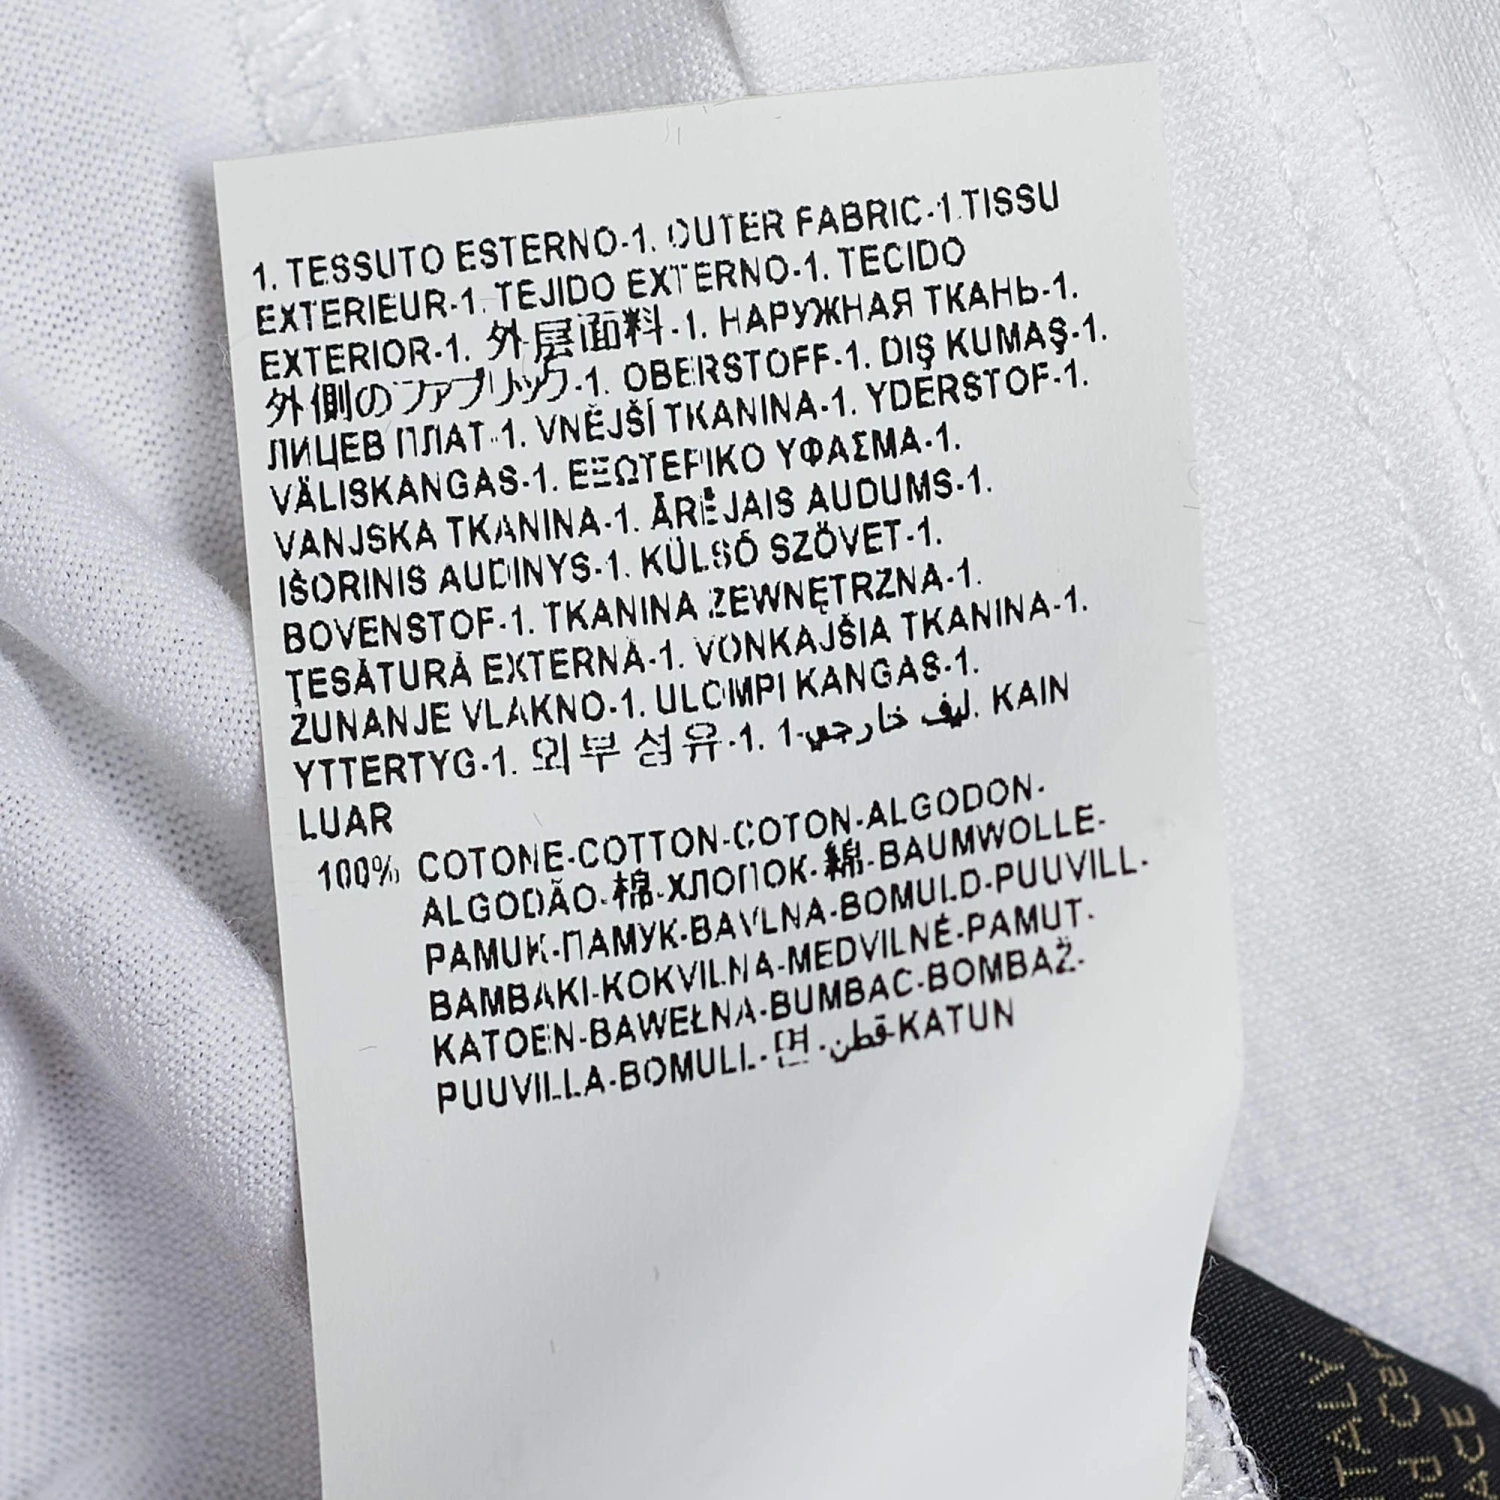 1. TESSUTO ESTERNO-1. OUTER FABRIC-1.TISSU
EXTERIEUR-1. TEJIDO EXTERNO-1. TECIDO
EXTERIOR-1. 外层面料-1. НАРУЖНАЯ ТКАНЬ-1.
外側のファブリック-1. OBERSTOFF-1. DIŞ KUMAŞ-1.
ЛИЦЕВ ПЛАТ-1. VNĚJŠÍ TKANINA-1. YDERSTOF-1.
VÄLISKANGAS-1. ΕΞΩΤΕΡΙΚΟ ΥΦΑΣΜΑ-1.
VANJSKA TKANINA-1. ĀRĒJAIS AUDUMS-1.
IŠORINIS AUDINYS-1. KÜLSŐ SZÖVET-1.
BOVENSTOF-1. TKANINA ZEWNĘTRZNA-1.
ŢESĂTURĂ EXTERNĂ-1. VONKAJŠIA TKANINA-1.
ZUNANJE VLAKNO-1. ULCMPI KANGAS-1.
YTTERTYG-1. 외부 섬유-1. 1-ليف خارجي. KAIN
LUAR
100% COTONE-COTTON-COTON-ALGODON-
ALGODÃO-棉-ХЛОПОК-綿-BAUMWOLLE-
PAMUK-ПАМУК-BAVLNA-BOMULD-PUUVILL-
BAMBAKI-KOKVILNA-MEDVILNĖ-PAMUT-
KATOEN-BAWEŁNA-BUMBAC-BOMBAŽ-
PUUVILLA-BOMULL-면-قطن-KATUN
ITALY